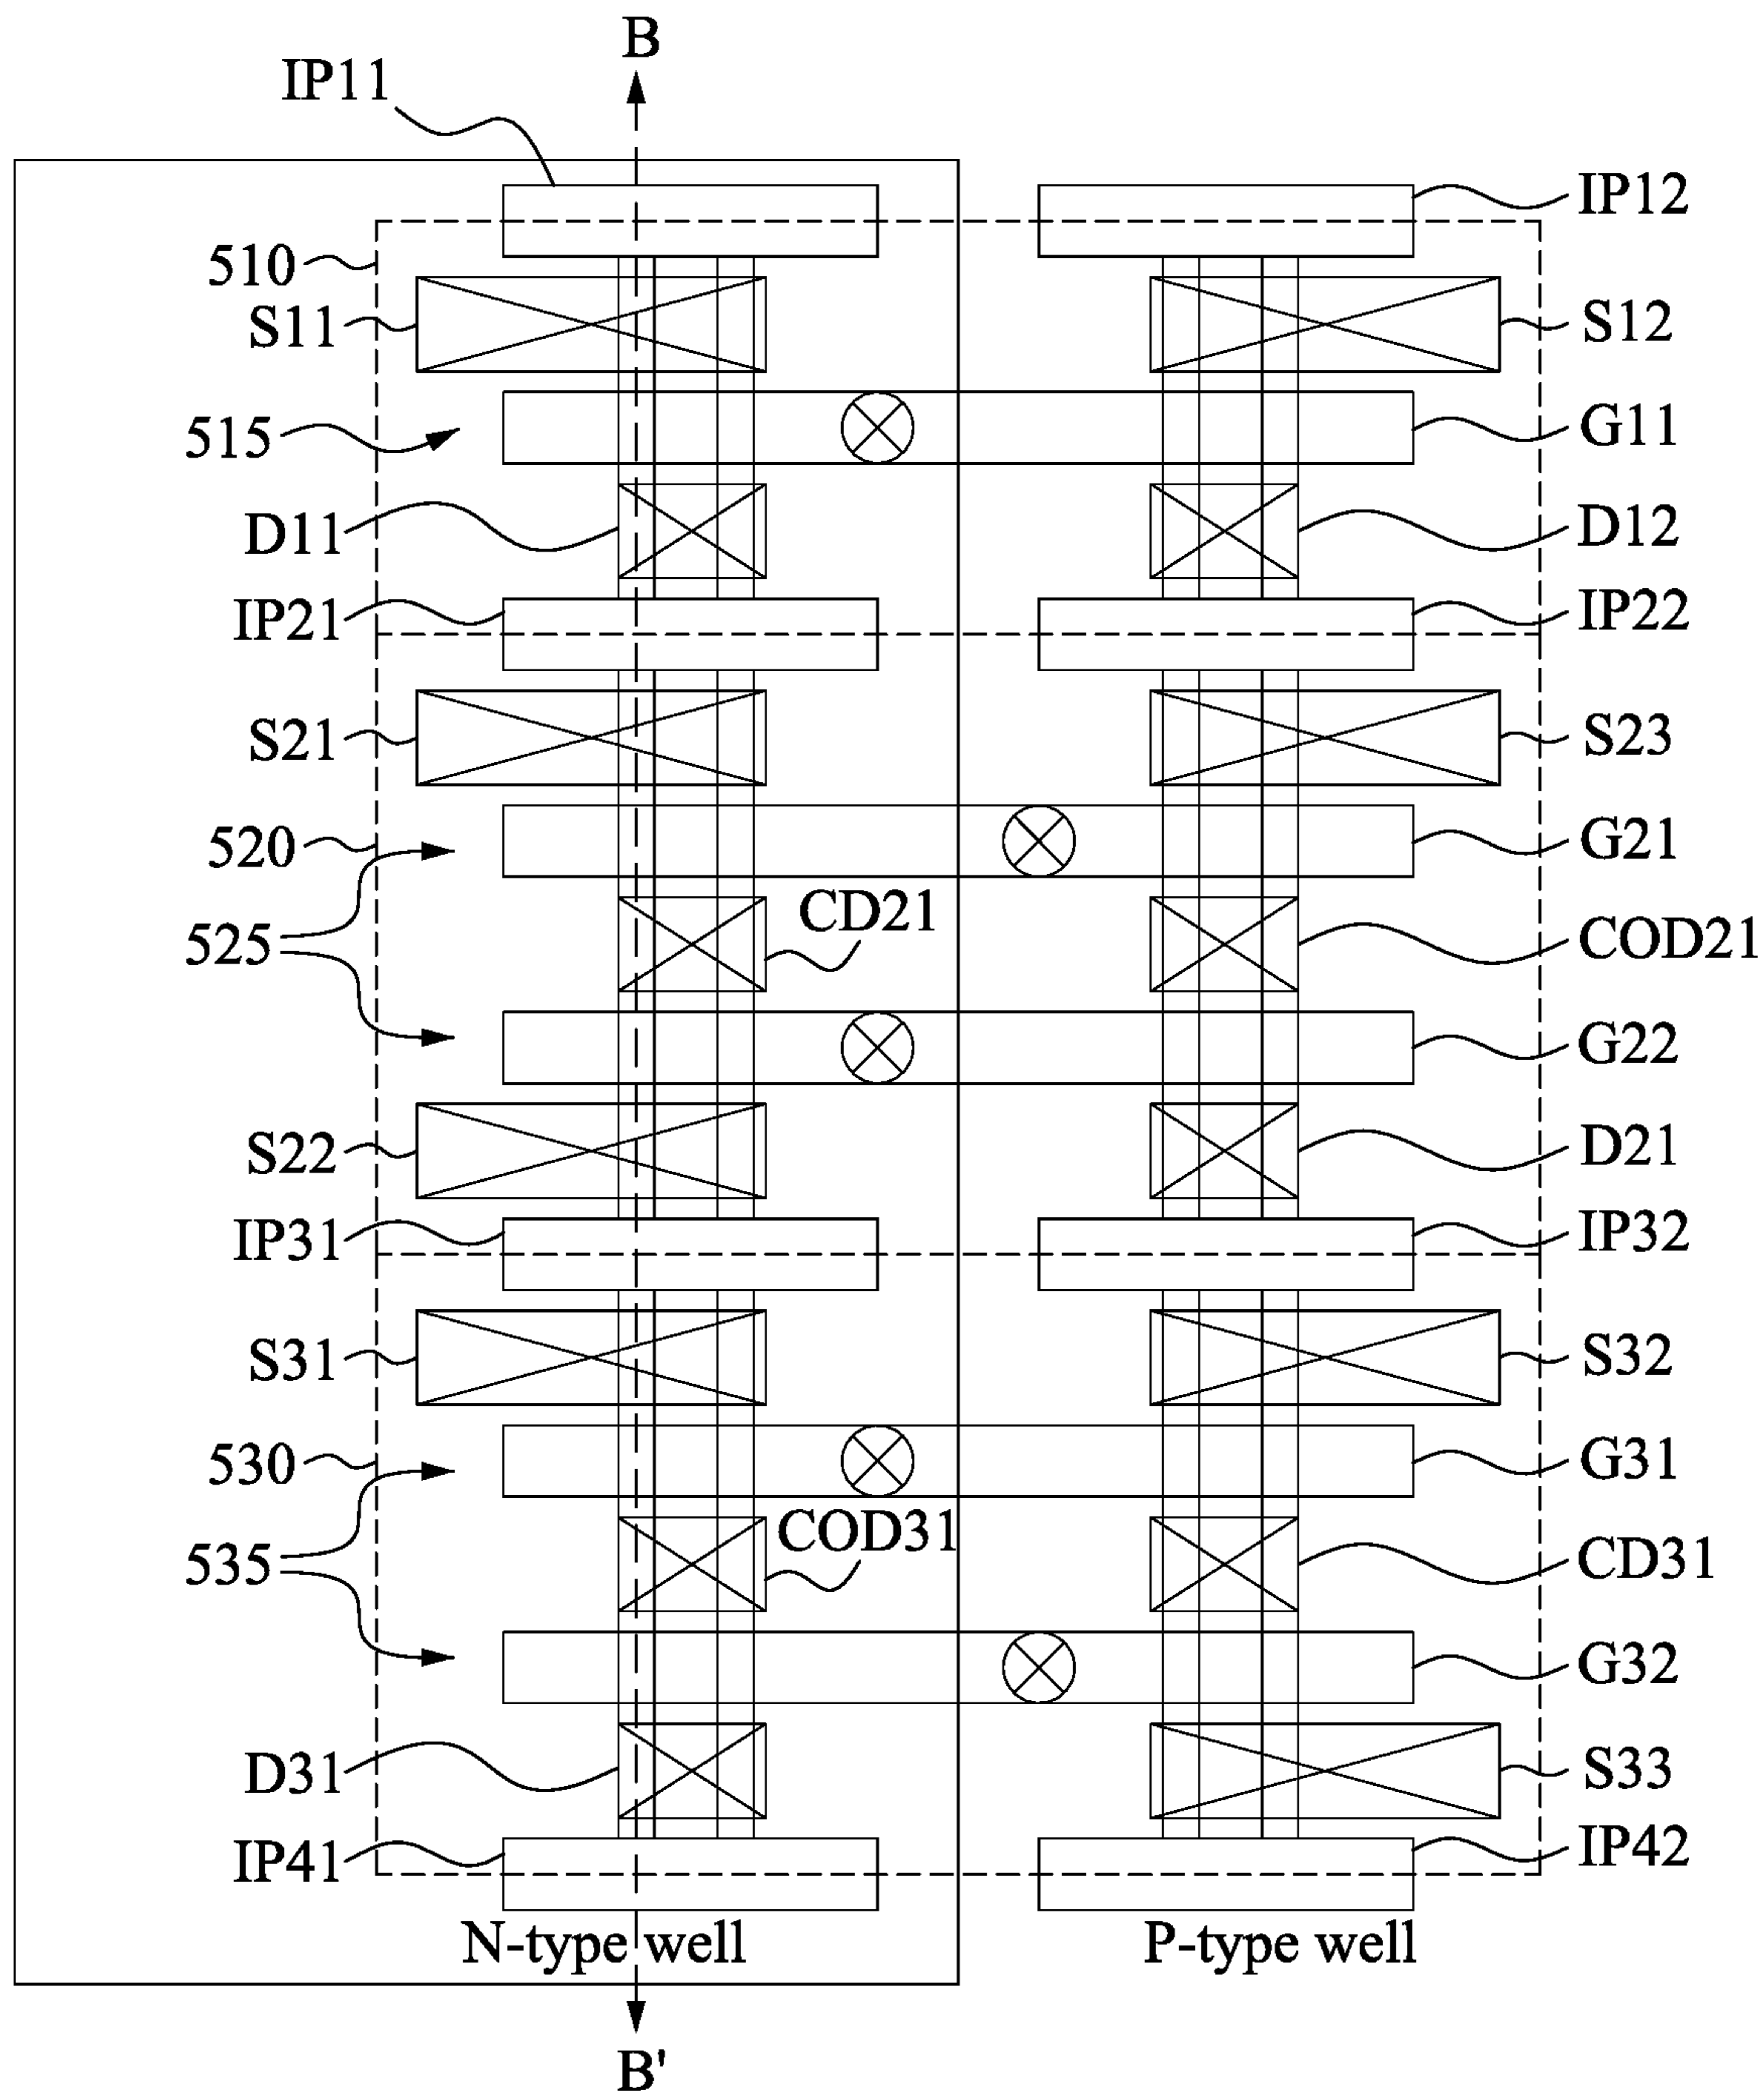 B
IP11
IP12
510
S11
S12
515
G11
D11
D12
IP21
IP22
S21
S23
520
G21
CD21
525
COD21
G22
S22
D21
IP31
IP32
S31
S32
530
G31
COD31
535
CD31
G32
D31
S33
IP41
IP42
N-type well
P-type well
B'